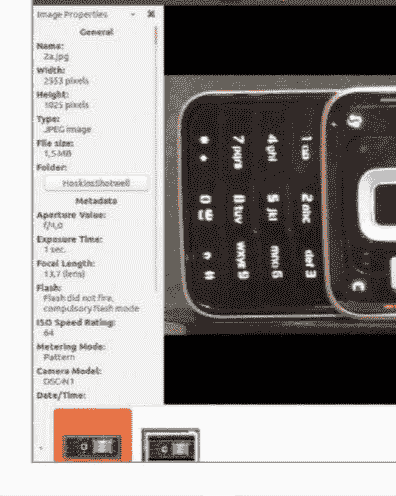 Image Properties
General
Name:
2a.jpg
Width:
2553 pixels
Height:
1025 pixels
Type:
JPEG image
File size:
1,5 MB
Folder:
HoskinsShotwell
Metadata
Aperture Value:
f/4,0
Exposure Time:
1 sec.
Focal Length:
13,7 (lens)
Flash:
Flash did not fire,
compulsory flash mode
ISO Speed Rating:
64
Metering Mode:
Pattern
Camera Model:
DSC-N1
Date/Time:
7 pqrs
4 ghi
8 tuv
5 jkl
2 abc
wxyz 9
mno 6
def 3